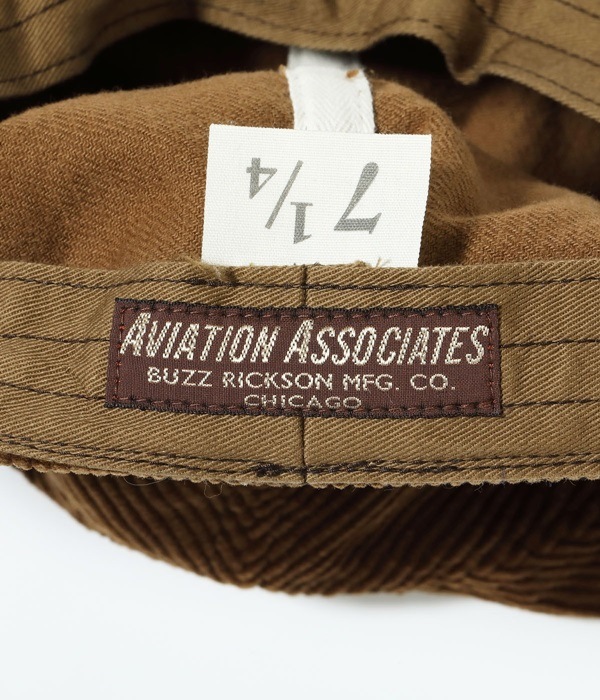 7 1/4
AVIATION ASSOCIATES
BUZZ RICKSON MFG. CO.
CHICAGO